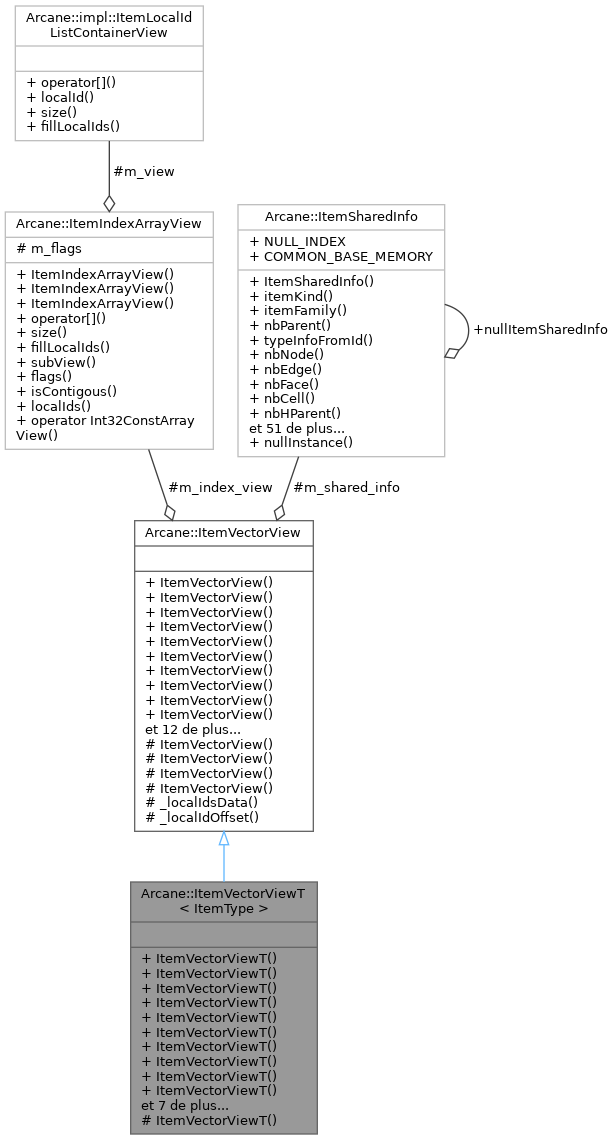 Arcane::impl::ItemLocalId
ListContainerView
+ operator[]()
+ localId()
+ size()
+ fillLocalIds()
#m_view
Arcane::ItemIndexArrayView
# m_flags
+ ItemIndexArrayView()
+ ItemIndexArrayView()
+ ItemIndexArrayView()
+ operator[]()
+ size()
+ fillLocalIds()
+ subView()
+ flags()
+ isContigous()
+ localIds()
+ operator Int32ConstArray
View()
Arcane::ItemSharedInfo
+ NULL_INDEX
+ COMMON_BASE_MEMORY
+ ItemSharedInfo()
+ itemKind()
+ itemFamily()
+ nbParent()
+ typeInfoFromId()
+ nbNode()
+ nbEdge()
+ nbFace()
+ nbCell()
+ nbHParent()
et 51 de plus...
+ nullInstance()
+nullItemSharedInfo
#m_index_view
#m_shared_info
Arcane::ItemVectorView
+ ItemVectorView()
+ ItemVectorView()
+ ItemVectorView()
+ ItemVectorView()
+ ItemVectorView()
+ ItemVectorView()
+ ItemVectorView()
+ ItemVectorView()
+ ItemVectorView()
+ ItemVectorView()
et 12 de plus...
# ItemVectorView()
# ItemVectorView()
# ItemVectorView()
# ItemVectorView()
# _localIdsData()
# _localIdOffset()
Arcane::ItemVectorViewT
< ItemType >
+ ItemVectorViewT()
+ ItemVectorViewT()
+ ItemVectorViewT()
+ ItemVectorViewT()
+ ItemVectorViewT()
+ ItemVectorViewT()
+ ItemVectorViewT()
+ ItemVectorViewT()
+ ItemVectorViewT()
+ ItemVectorViewT()
et 7 de plus...
# ItemVectorViewT()